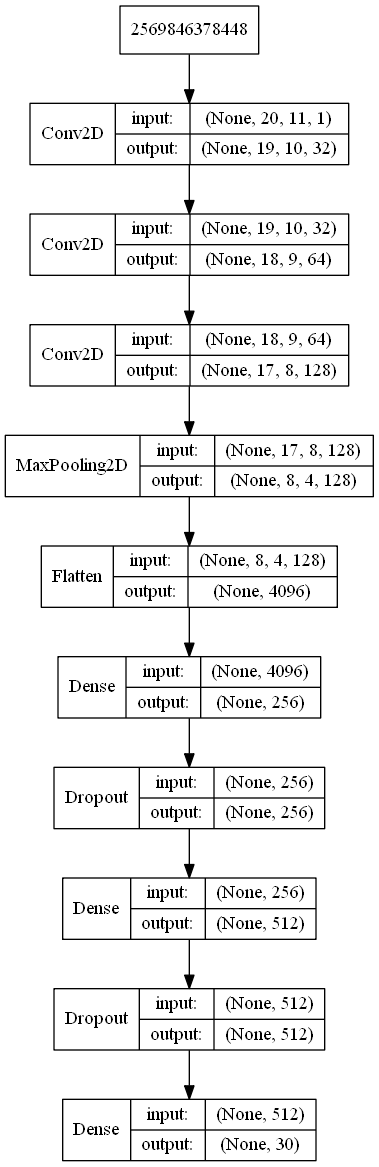 2569846378448
Conv2D
input: (None, 20, 11, 1)
output: (None, 19, 10, 32)
Conv2D
input: (None, 19, 10, 32)
output: (None, 18, 9, 64)
Conv2D
input: (None, 18, 9, 64)
output: (None, 17, 8, 128)
MaxPooling2D
input: (None, 17, 8, 128)
output: (None, 8, 4, 128)
Flatten
input: (None, 8, 4, 128)
output: (None, 4096)
Dense
input: (None, 4096)
output: (None, 256)
Dropout
input: (None, 256)
output: (None, 256)
Dense
input: (None, 256)
output: (None, 512)
Dropout
input: (None, 512)
output: (None, 512)
Dense
input: (None, 512)
output: (None, 30)